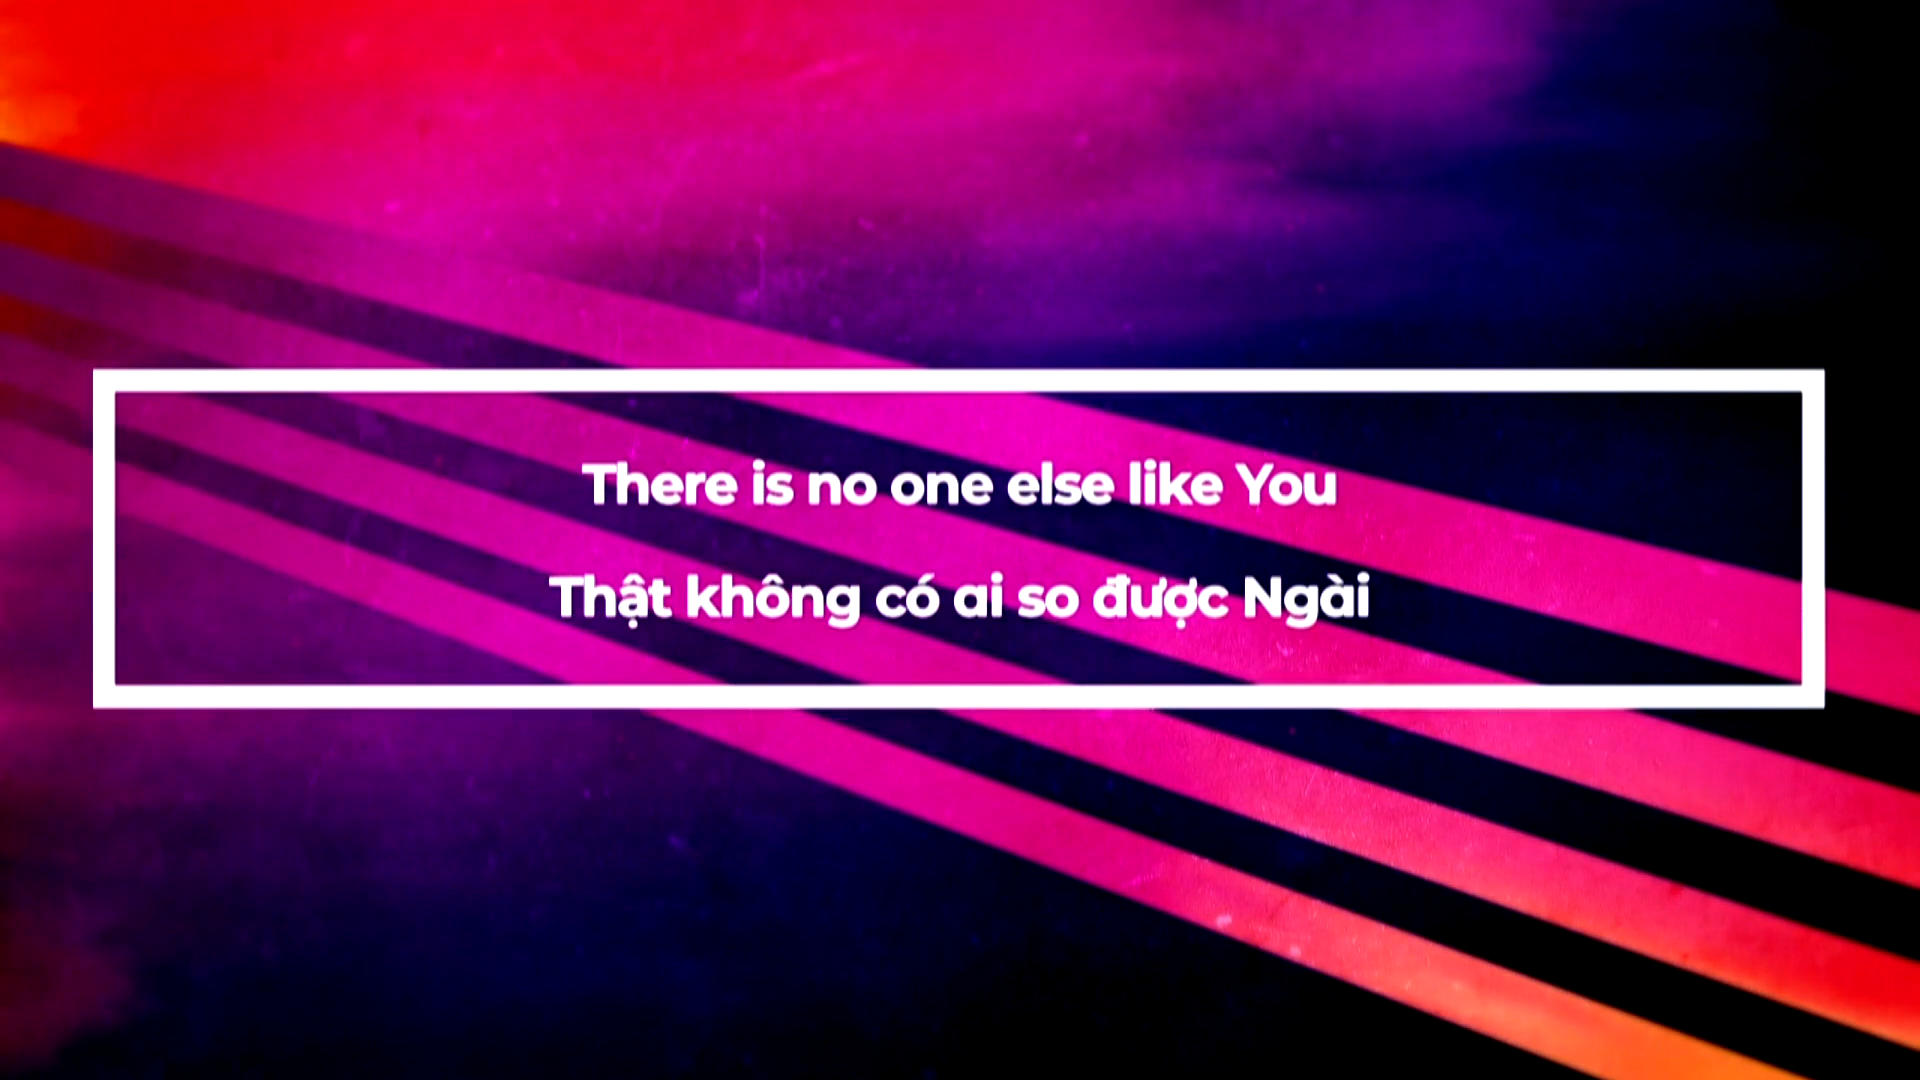 There is no one else like You
Thật không có ai so được Ngài